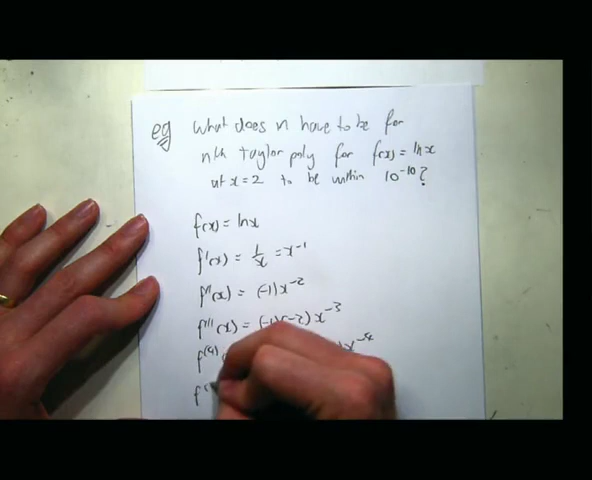 eg What does n have to be for
nth taylor poly for f(x) = ln x
at x = 2 to be within 10^-10?
f(x) = ln x
f'(x) = 1/x = x^-1
f''(x) = (-1)x^-2
f'''(x) = (-1)(-2) x^-3
f^(4)
f^(